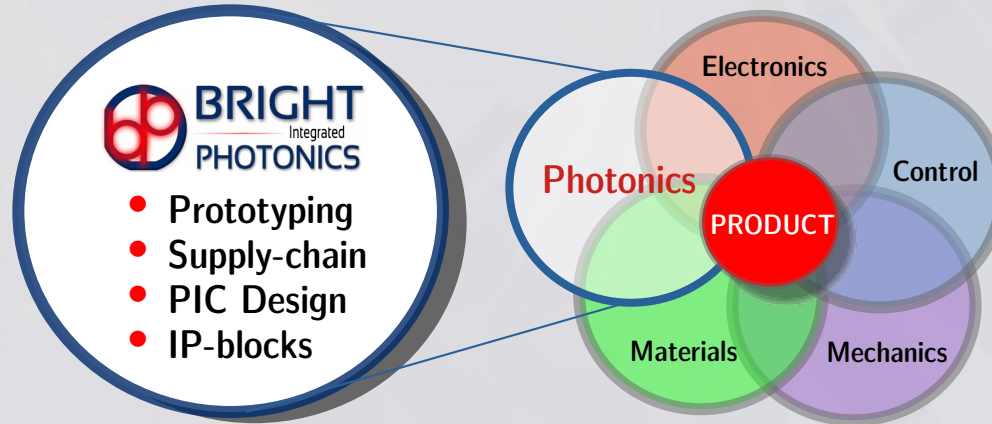 BRIGHT
Integrated
PHOTONICS
• Prototyping
• Supply-chain
• PIC Design
• IP-blocks
Electronics
Control
Photonics
PRODUCT
Materials
Mechanics